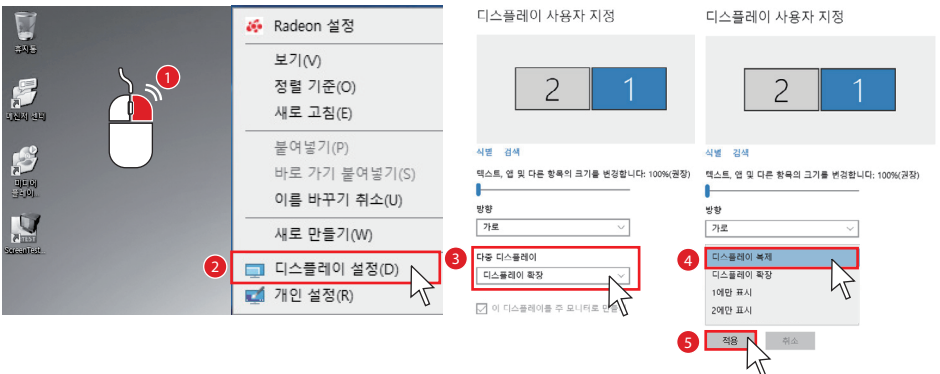 휴지통
메신저 센터
미디어
플레이...
ScreenTest...
1
Radeon 설정
보기(V)
정렬 기준(O)
새로 고침(E)
붙여넣기(P)
바로 가기 붙여넣기(S)
이름 바꾸기 취소(U)
새로 만들기(W)
2
디스플레이 설정(D)
개인 설정(R)
디스플레이 사용자 지정
2
1
식별 검색
텍스트, 앱 및 다른 항목의 크기를 변경합니다: 100%(권장)
방향
가로
3
다중 디스플레이
디스플레이 확장
이 디스플레이를 주 모니터로 만들
디스플레이 사용자 지정
2
1
식별 검색
텍스트, 앱 및 다른 항목의 크기를 변경합니다: 100%(권장)
방향
가로
4
디스플레이 복제
디스플레이 확장
1에만 표시
2에만 표시
5
적용
취소